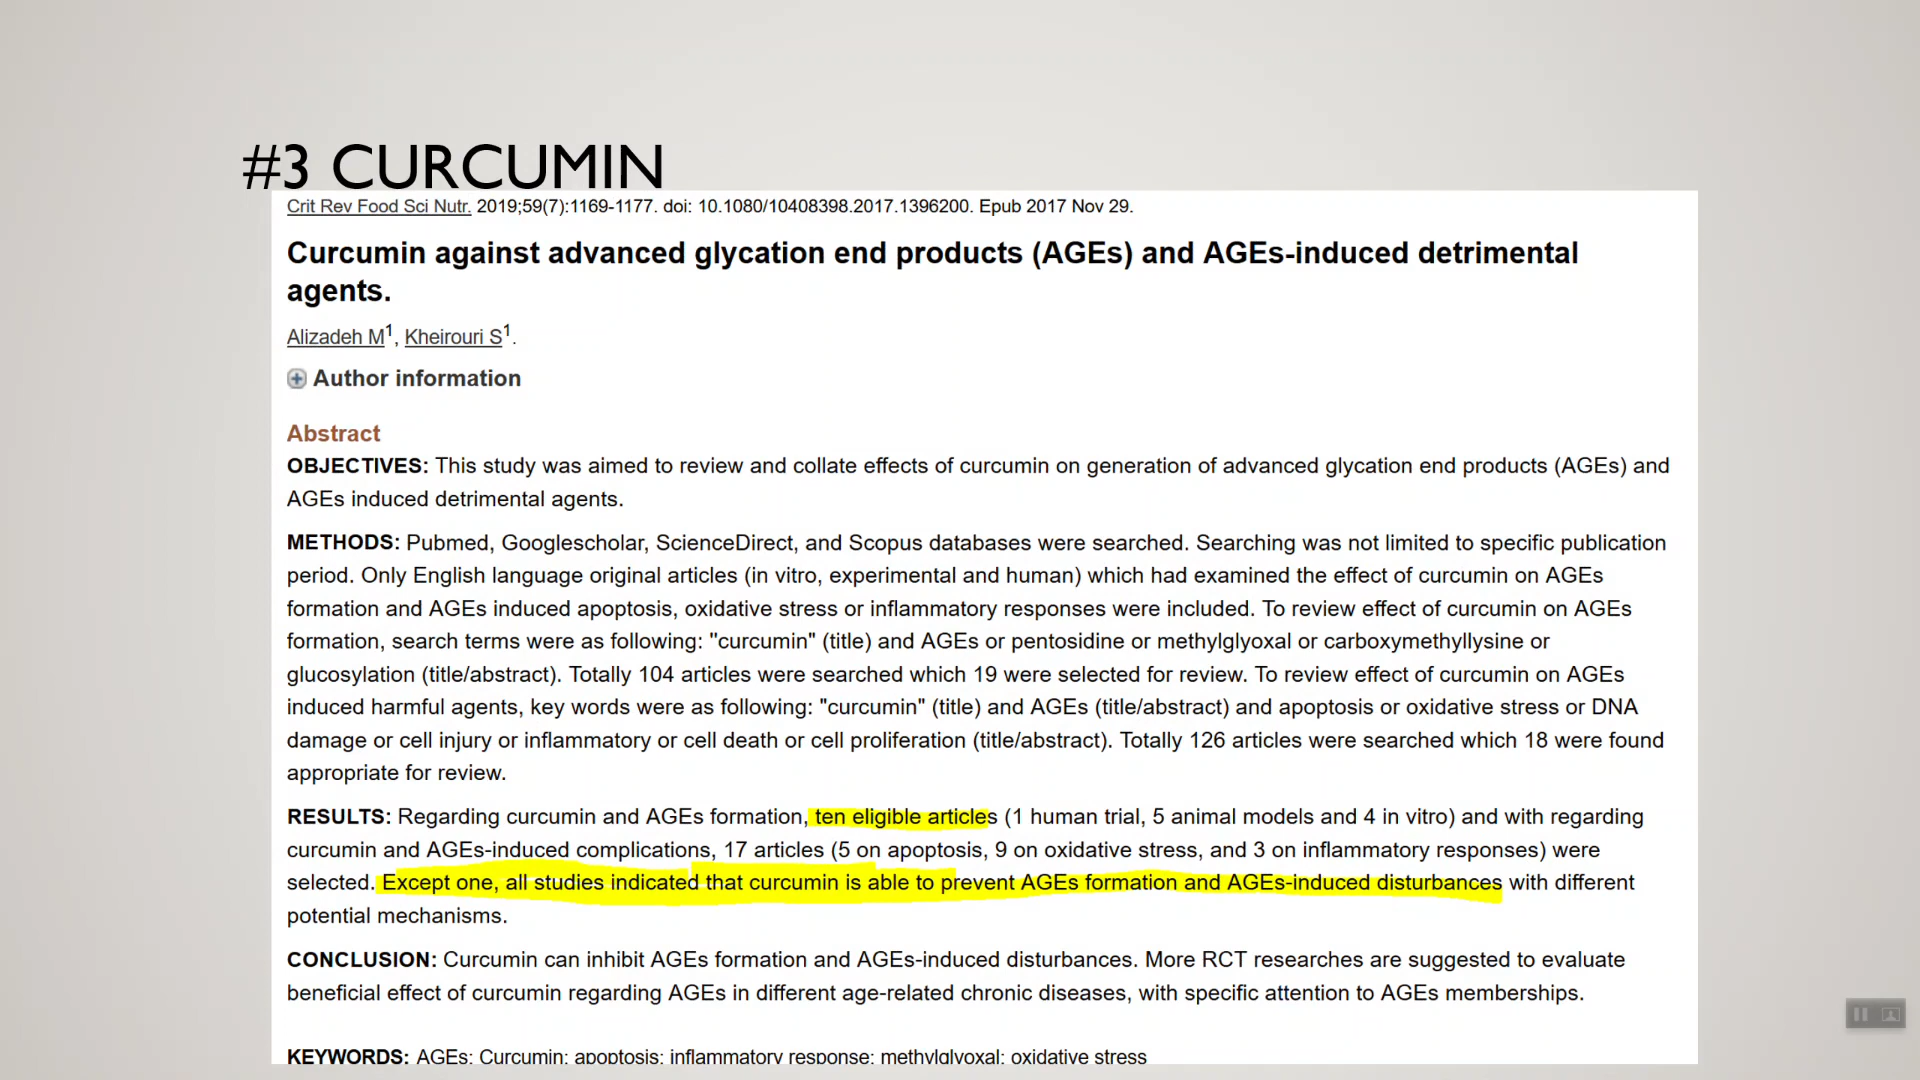 #3 CURCUMIN
Crit Rev Food Sci Nutr. 2019;59(7):1169-1177. doi: 10.1080/10408398.2017.1396200. Epub 2017 Nov 29.
Curcumin against advanced glycation end products (AGEs) and AGEs-induced detrimental
agents.
Alizadeh M1, Kheirouri S1.
Author information
Abstract
OBJECTIVES: This study was aimed to review and collate effects of curcumin on generation of advanced glycation end products (AGEs) and
AGEs induced detrimental agents.
METHODS: Pubmed, Googlescholar, ScienceDirect, and Scopus databases were searched. Searching was not limited to specific publication
period. Only English language original articles (in vitro, experimental and human) which had examined the effect of curcumin on AGEs
formation and AGEs induced apoptosis, oxidative stress or inflammatory responses were included. To review effect of curcumin on AGEs
formation, search terms were as following: "curcumin" (title) and AGEs or pentosidine or methylglyoxal or carboxymethyllysine or
glucosylation (title/abstract). Totally 104 articles were searched which 19 were selected for review. To review effect of curcumin on AGEs
induced harmful agents, key words were as following: "curcumin" (title) and AGEs (title/abstract) and apoptosis or oxidative stress or DNA
damage or cell injury or inflammatory or cell death or cell proliferation (title/abstract). Totally 126 articles were searched which 18 were found
appropriate for review.
RESULTS: Regarding curcumin and AGEs formation, ten eligible articles (1 human trial, 5 animal models and 4 in vitro) and with regarding
curcumin and AGEs-induced complications, 17 articles (5 on apoptosis, 9 on oxidative stress, and 3 on inflammatory responses) were
selected. Except one, all studies indicated that curcumin is able to prevent AGEs formation and AGEs-induced disturbances with different
potential mechanisms.
CONCLUSION: Curcumin can inhibit AGEs formation and AGEs-induced disturbances. More RCT researches are suggested to evaluate
beneficial effect of curcumin regarding AGEs in different age-related chronic diseases, with specific attention to AGEs memberships.
KEYWORDS: AGEs; Curcumin; apoptosis; inflammatory response; methylglyoxal; oxidative stress